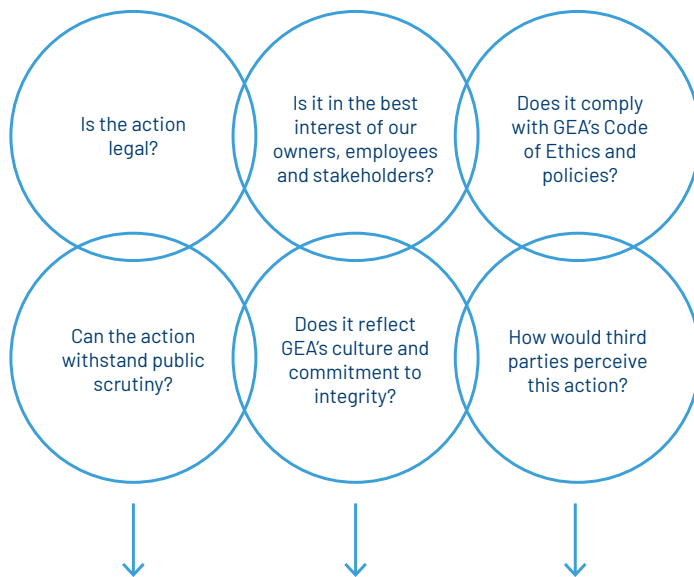 Is the action
legal?
Is it in the best
interest of our
owners, employees
and stakeholders?
Does it comply
with GEA's Code
of Ethics and
policies?
Can the action
withstand public
scrutiny?
Does it reflect
GEA's culture and
commitment to
integrity?
How would third
parties perceive
this action?